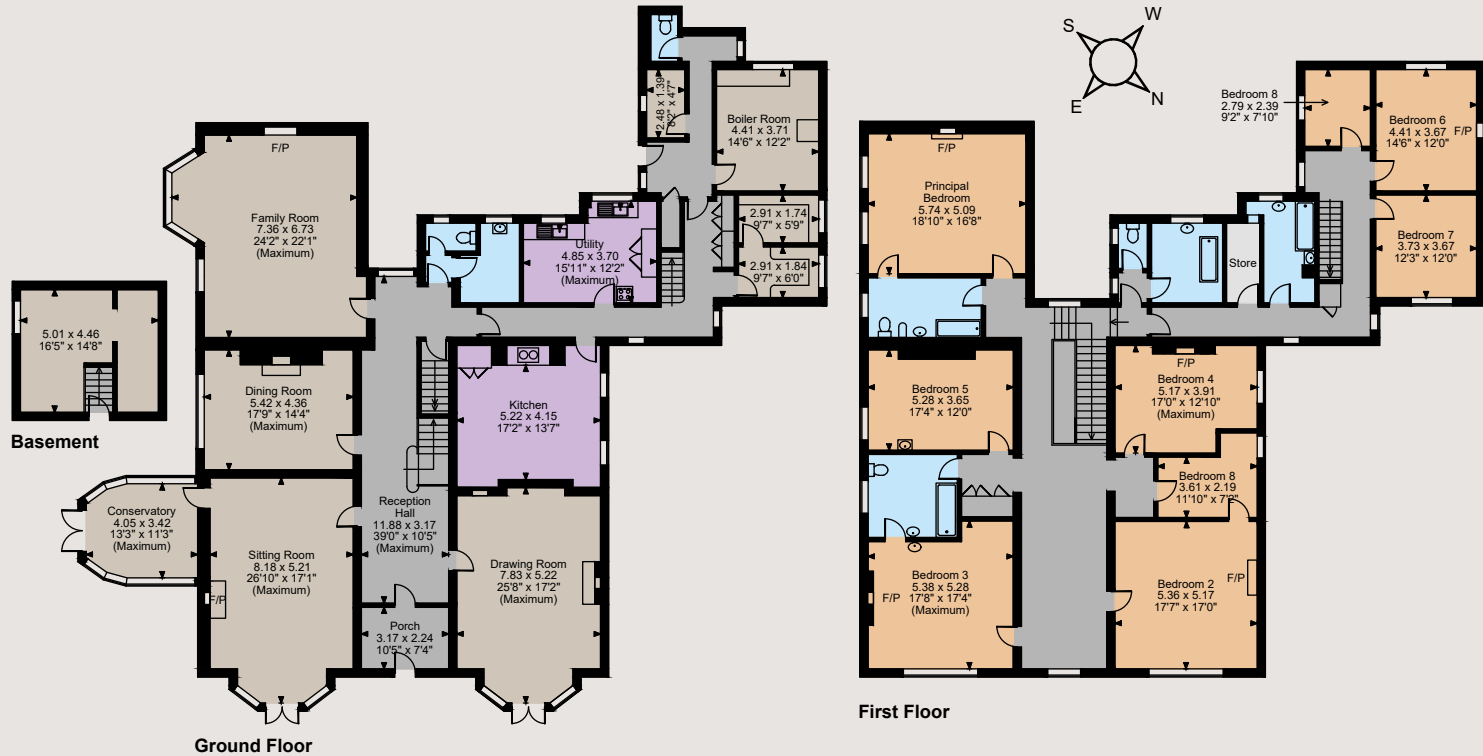 5.01 x 4.46
16'5" x 14'8"
Basement
F/P
Family Room
7.36 x 6.73
24'2" x 22'1"
(Maximum)
Dining Room
5.42 x 4.36
17'9" x 14'4"
(Maximum)
Conservatory
4.05 x 3.42
13'3" x 11'3"
(Maximum)
Sitting Room
8.18 x 5.21
26'10" x 17'1"
(Maximum)
F/P
Reception
Hall
11.88 x 3.17
39'0" x 10'5"
(Maximum)
Porch
3.17 x 2.24
10'5" x 7'4"
Drawing Room
7.83 x 5.22
25'8" x 17'2"
(Maximum)
Kitchen
5.22 x 4.15
17'2" x 13'7"
Utility
4.85 x 3.70
15'11" x 12'2"
(Maximum)
2.48 x 1.39
8'2" x 4'7"
Boiler Room
4.41 x 3.71
14'6" x 12'2"
2.91 x 1.74
9'7" x 5'9"
2.91 x 1.84
9'7" x 6'0"
Ground Floor
S
W
E
N
F/P
Principal
Bedroom
5.74 x 5.09
18'10" x 16'8"
Bedroom 5
5.28 x 3.65
17'4" x 12'0"
Bedroom 3
5.38 x 5.28
17'8" x 17'4"
(Maximum)
F/P
Bedroom 8
2.79 x 2.39
9'2" x 7'10"
Bedroom 6
4.41 x 3.67
14'6" x 12'0"
F/P
Bedroom 7
3.73 x 3.67
12'3" x 12'0"
Store
F/P
Bedroom 4
5.17 x 3.91
17'0" x 12'10"
(Maximum)
Bedroom 8
3.61 x 2.19
11'10" x 7'2"
Bedroom 2
5.36 x 5.17
17'7" x 17'0"
F/P
First Floor